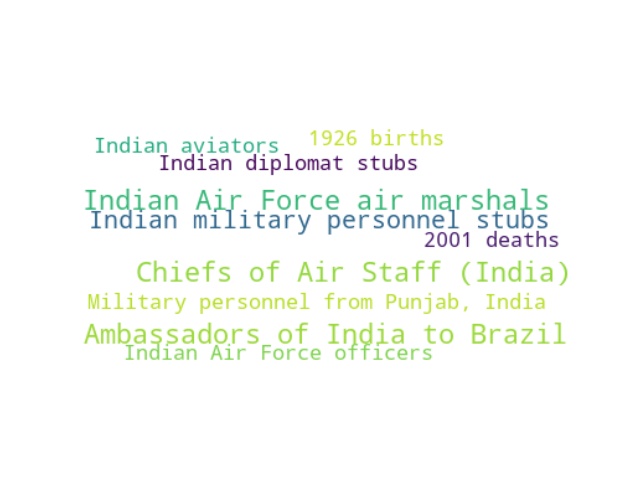 1926 births
Indian aviators
Indian diplomat stubs
Indian Air Force air marshals
Indian military personnel stubs
2001 deaths
Chiefs of Air Staff (India)
Military personnel from Punjab, India
Ambassadors of India to Brazil
Indian Air Force officers